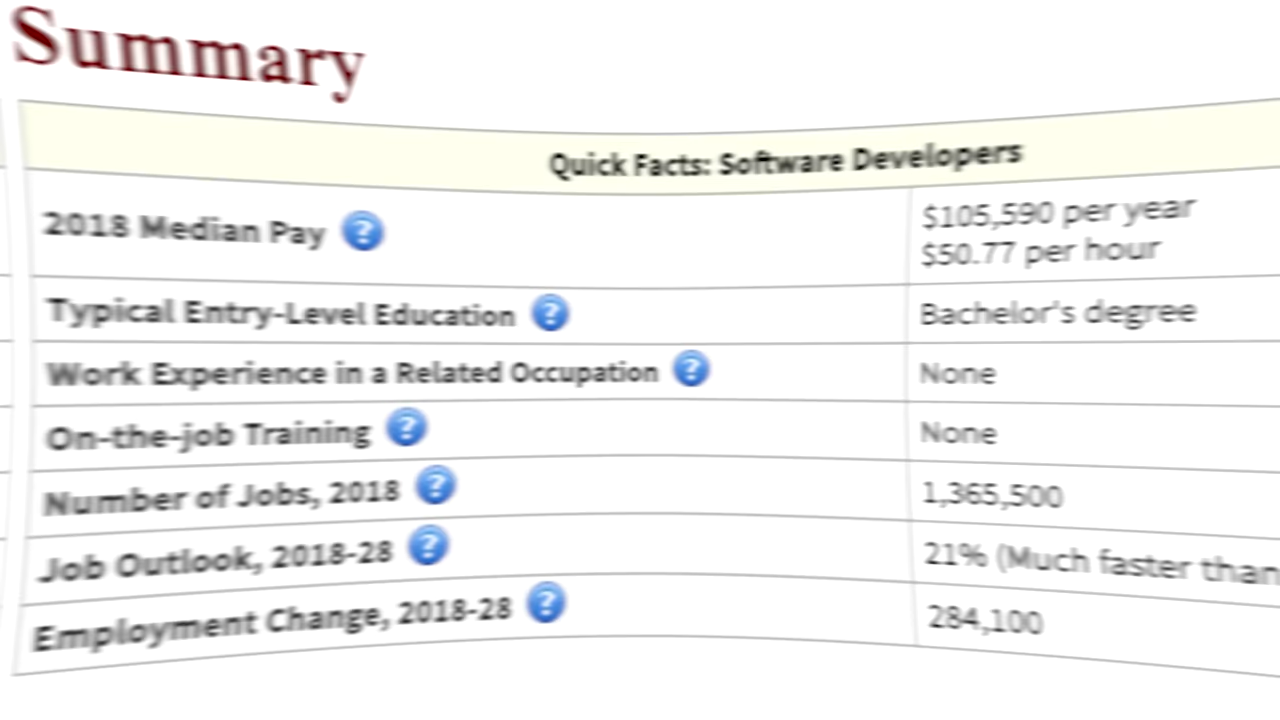 Summary
Quick Facts: Software Developers
2018 Median Pay ? $105,590 per year
$50.77 per hour
Typical Entry-Level Education ? Bachelor's degree
Work Experience in a Related Occupation ? None
On-the-job Training ? None
Number of Jobs, 2018 ? 1,365,500
Job Outlook, 2018-28 ? 21% (Much faster than
Employment Change, 2018-28 ? 284,100